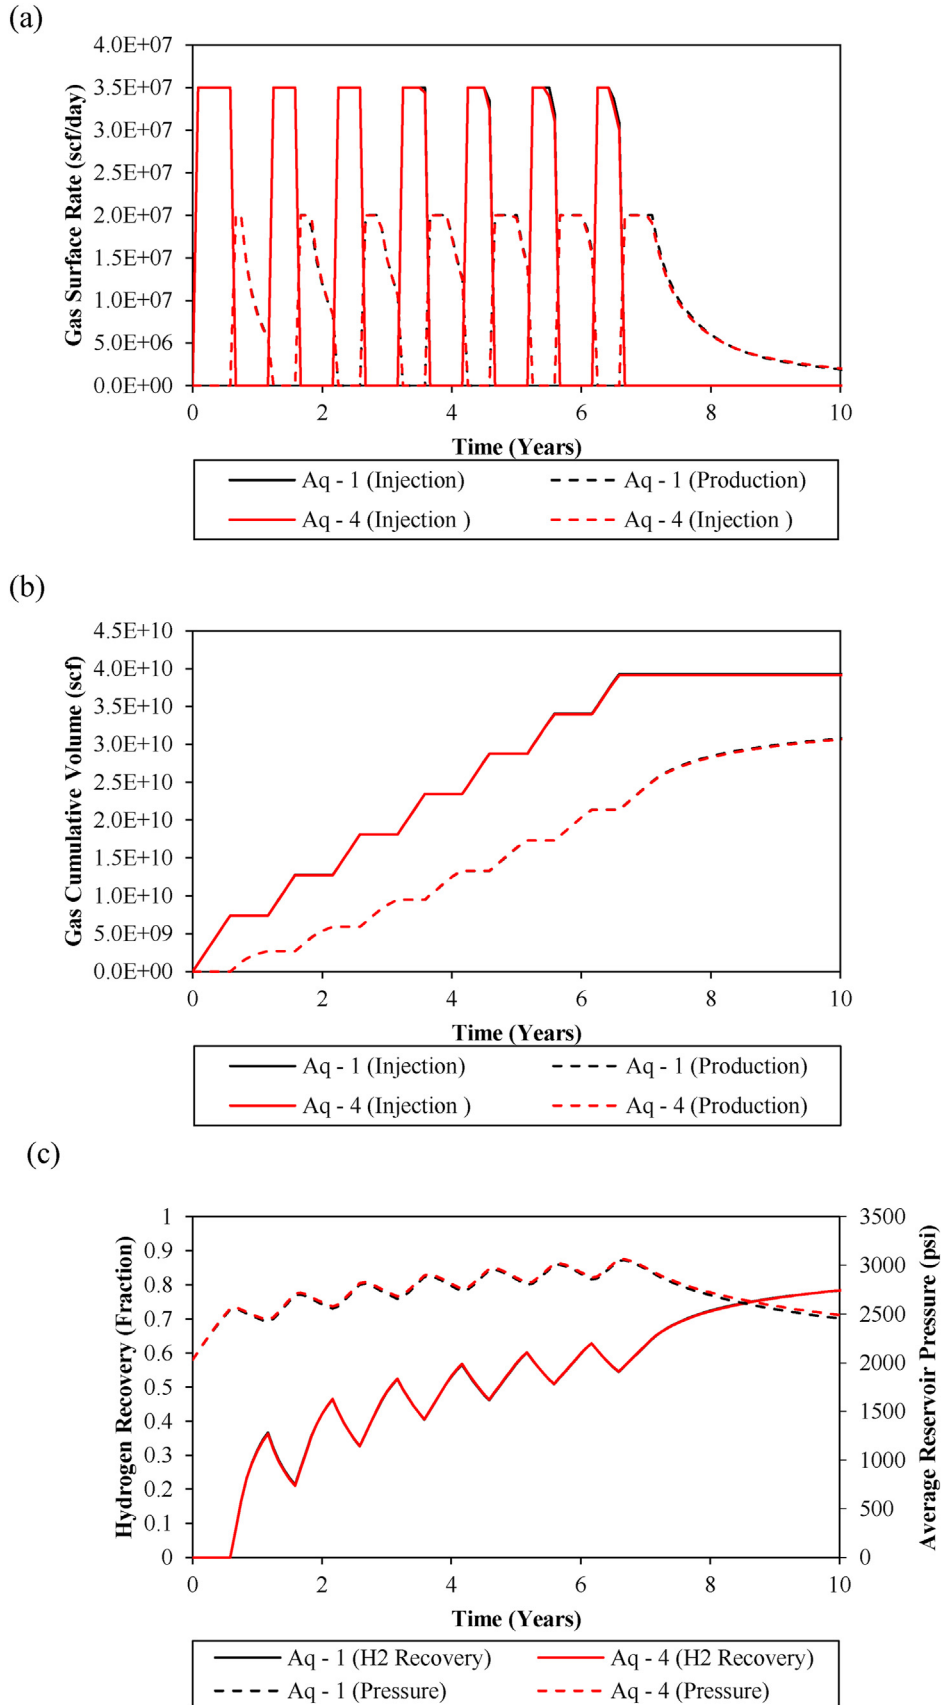 (a)
4.0E+07
3.5E+07
3.0E+07
2.5E+07
2.0E+07
1.5E+07
1.0E+07
5.0E+06
0.0E+00
Gas Surface Rate (scf/day)
0 2 4 6 8 10
Time (Years)
Aq - 1 (Injection) Aq - 1 (Production)
Aq - 4 (Injection ) Aq - 4 (Injection )
(b)
4.5E+10
4.0E+10
3.5E+10
3.0E+10
2.5E+10
2.0E+10
1.5E+10
1.0E+10
5.0E+09
0.0E+00
Gas Cumulative Volume (scf)
0 2 4 6 8 10
Time (Years)
Aq - 1 (Injection) Aq - 1 (Production)
Aq - 4 (Injection ) Aq - 4 (Production)
(c)
1 3500
0.9
0.8 3000
0.7 2500
0.6 2000
0.5
0.4 1500
0.3 1000
0.2
0.1 500
0 0
Hydrogen Recovery (Fraction)
Average Reservoir Pressure (psi)
0 2 4 6 8 10
Time (Years)
Aq - 1 (H2 Recovery) Aq - 4 (H2 Recovery)
Aq - 1 (Pressure) Aq - 4 (Pressure)